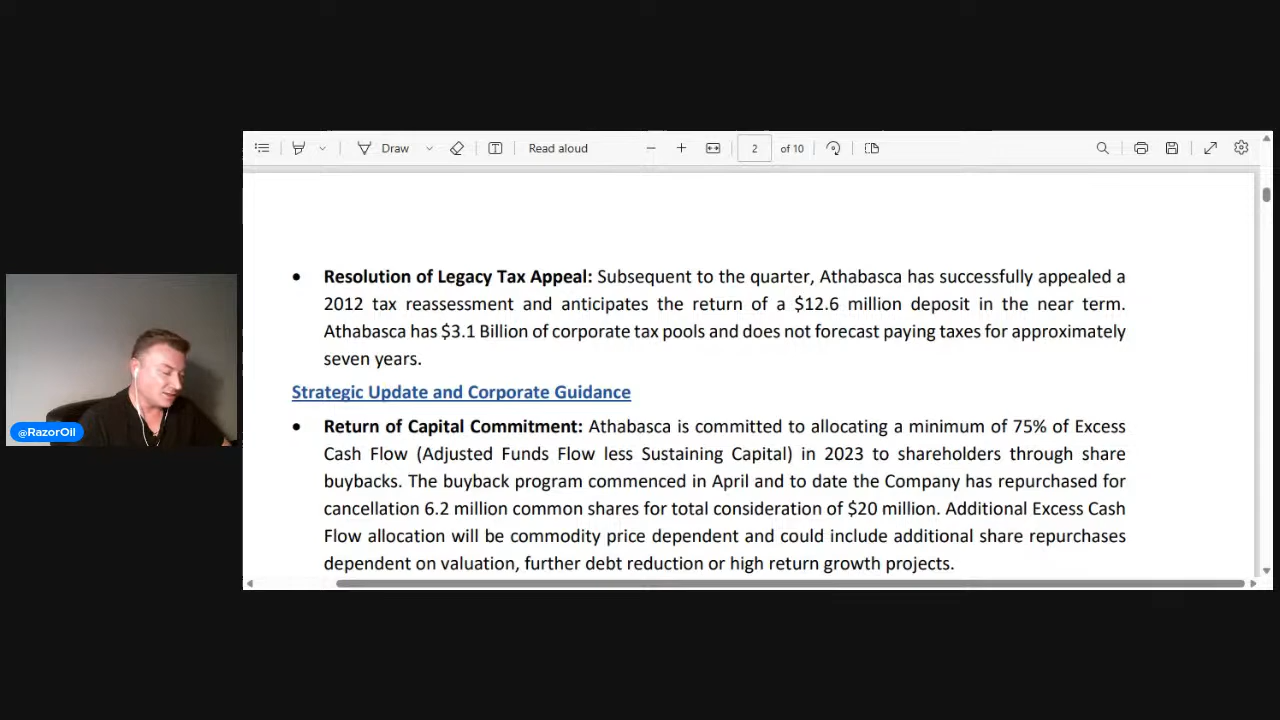 Draw
Read aloud
2
of 10
• Resolution of Legacy Tax Appeal: Subsequent to the quarter, Athabasca has successfully appealed a
2012 tax reassessment and anticipates the return of a $12.6 million deposit in the near term.
Athabasca has $3.1 Billion of corporate tax pools and does not forecast paying taxes for approximately
seven years.
Strategic Update and Corporate Guidance
• Return of Capital Commitment: Athabasca is committed to allocating a minimum of 75% of Excess
Cash Flow (Adjusted Funds Flow less Sustaining Capital) in 2023 to shareholders through share
buybacks. The buyback program commenced in April and to date the Company has repurchased for
cancellation 6.2 million common shares for total consideration of $20 million. Additional Excess Cash
Flow allocation will be commodity price dependent and could include additional share repurchases
dependent on valuation, further debt reduction or high return growth projects.
@RazorOil